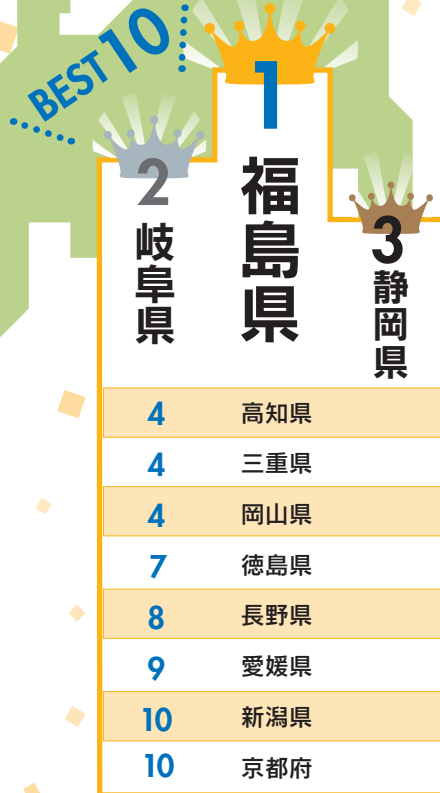 BEST10
1
福島県
2
岐阜県
3
静岡県
4 高知県
4 三重県
4 岡山県
7 徳島県
8 長野県
9 愛媛県
10 新潟県
10 京都府